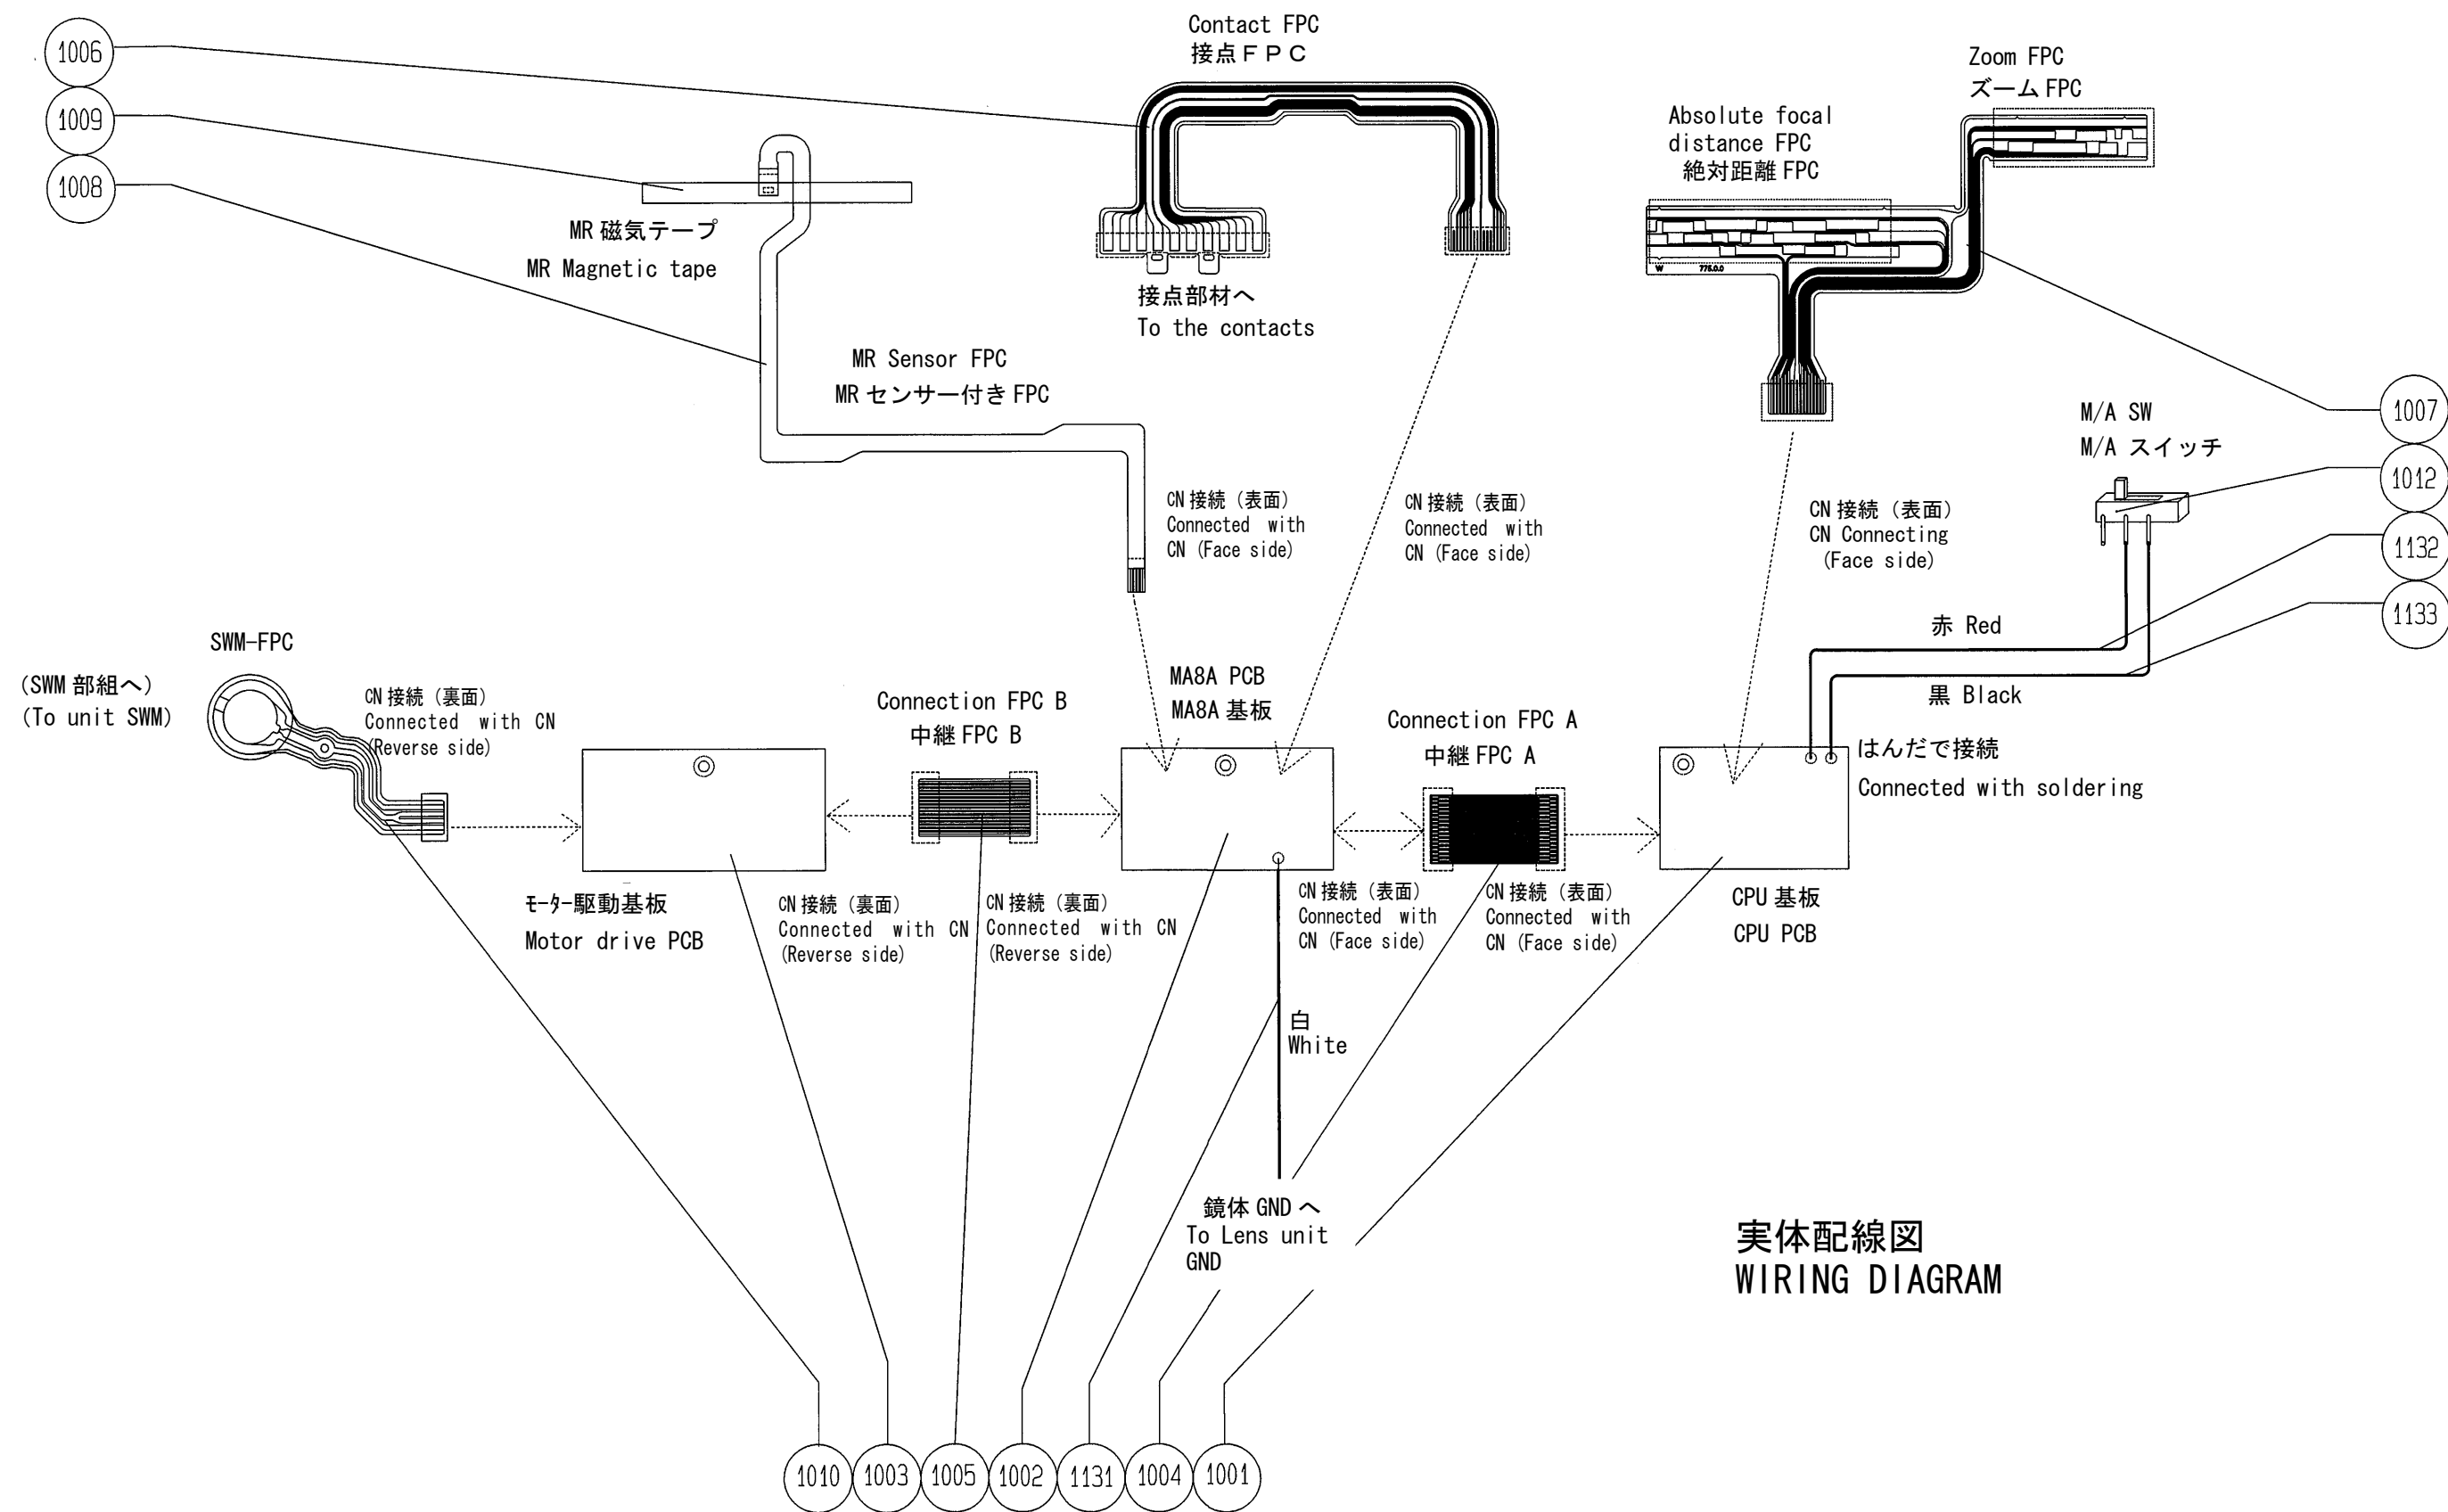 1006
1009
1008
Contact FPC
接点ＦＰＣ
Zoom FPC
ズーム FPC
Absolute focal
distance FPC
絶対距離 FPC
W 775.0.0
MR 磁気テープ
MR Magnetic tape
接点部材へ
To the contacts
MR Sensor FPC
MR センサー付き FPC
1007
1012
1132
1133
M/A SW
M/A スイッチ
CN 接続（表面）
Connected with
CN (Face side)
CN 接続（表面）
Connected with
CN (Face side)
CN 接続（表面）
CN Connecting
(Face side)
赤 Red
黒 Black
SWM-FPC
(SWM 部組へ)
(To unit SWM)
CN 接続（裏面）
Connected with CN
(Reverse side)
Connection FPC B
中継 FPC B
MA8A PCB
MA8A 基板
Connection FPC A
中継 FPC A
はんだで接続
Connected with soldering
モーター駆動基板
Motor drive PCB
CN 接続（裏面）
Connected with CN
(Reverse side)
CN 接続（裏面）
Connected with CN
(Reverse side)
CN 接続（表面）
Connected with
CN (Face side)
CN 接続（表面）
Connected with
CN (Face side)
CPU 基板
CPU PCB
白
White
鏡体 GND へ
To Lens unit
GND
実体配線図
WIRING DIAGRAM
1010
1003
1005
1002
1131
1004
1001